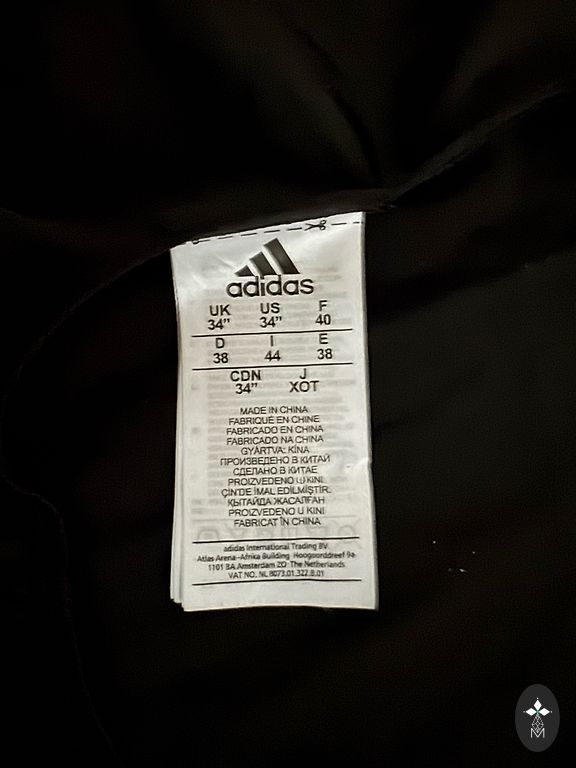 adidas
UK US F
34" 34" 40
D I E
38 44 38
CDN J
34" XOT
MADE IN CHINA
FABRIQUÉ EN CHINE
FABRICADO EN CHINA
FABRICADO NA CHINA
GYÁRTVA: KÍNA
ПРОИЗВЕДЕНО В КИТАЙ
СДЕЛАНО В КИТАЕ
PROIZVEDENO U KINI
ÇİN'DE İMAL EDİLMİŞTİR.
ҚЫТАЙДА ЖАСАЛҒАН
PROIZVEDENO U KINI
FABRICAT ÎN CHINA
adidas International Trading BV.
Atlas Arena-Afrika Building Hoogoorddreef 9a
1101 BA Amsterdam ZO The Netherlands
VAT NO. NL 8073.01.322.B.01
M